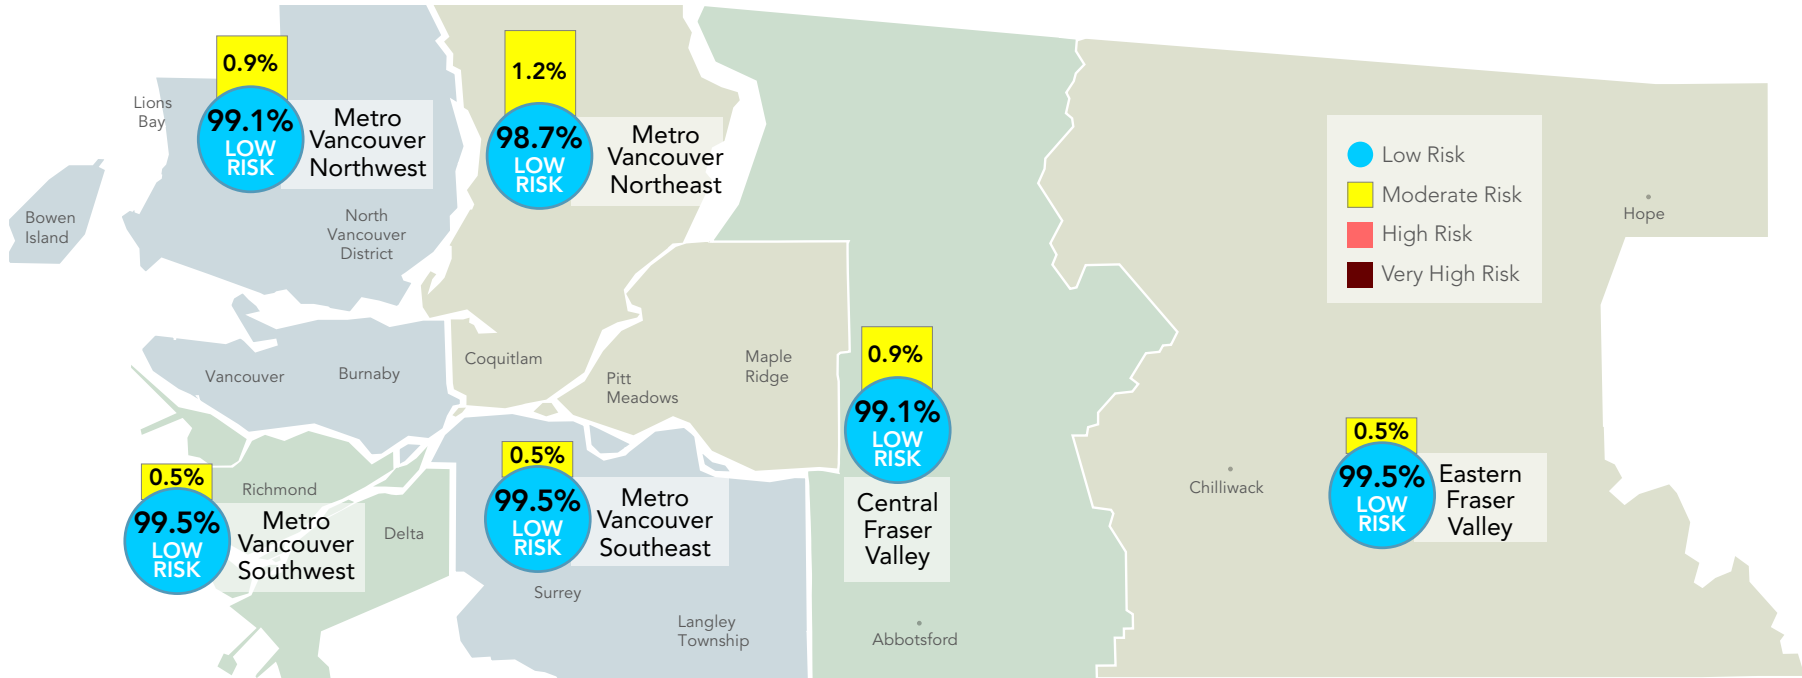 0.9%
99.1%
LOW
RISK
Metro
Vancouver
Northwest
1.2%
98.7%
LOW
RISK
Metro
Vancouver
Northeast
Lions
Bay
Bowen
Island
North
Vancouver
District
Low Risk
Moderate Risk
High Risk
Very High Risk
Hope
Vancouver
Burnaby
Coquitlam
Pitt
Meadows
Maple
Ridge
0.9%
99.1%
LOW
RISK
Central
Fraser
Valley
0.5%
99.5%
LOW
RISK
Metro
Vancouver
Southwest
Richmond
Delta
0.5%
99.5%
LOW
RISK
Metro
Vancouver
Southeast
Surrey
Langley
Township
Abbotsford
Chilliwack
0.5%
99.5%
LOW
RISK
Eastern
Fraser
Valley